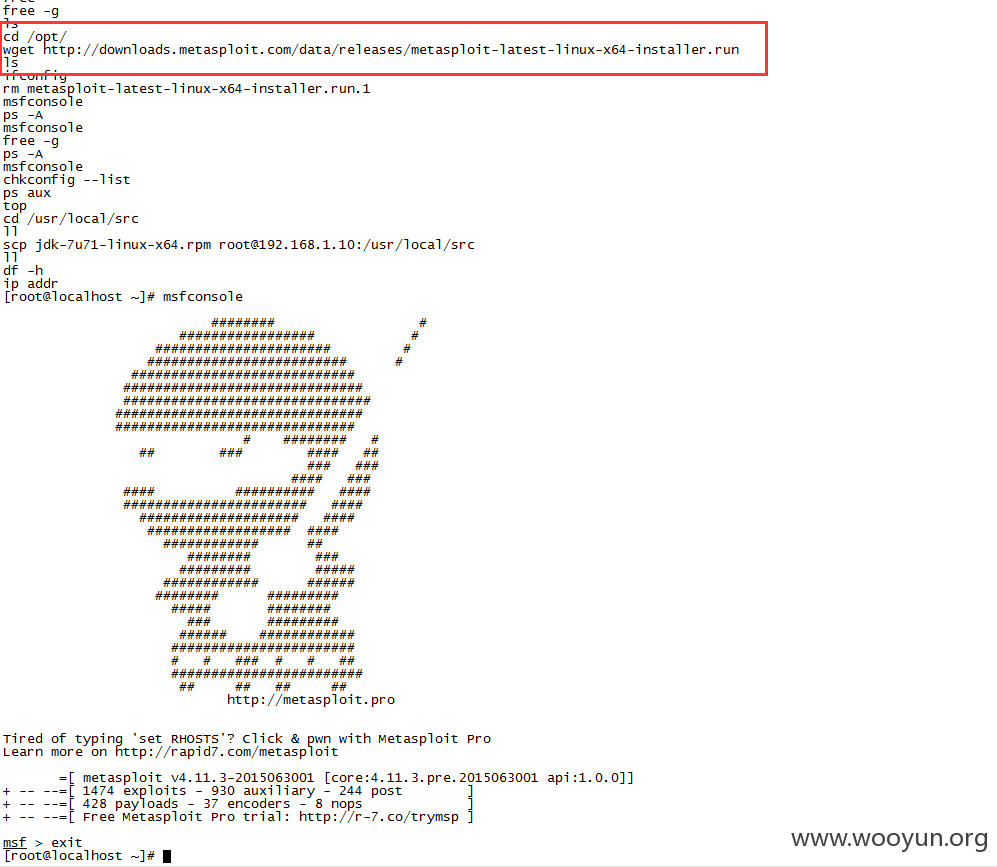 free -g
ls
cd /opt/
wget http://downloads.metasploit.com/data/releases/metasploit-latest-linux-x64-installer.run
ls
ifconfig
rm metasploit-latest-linux-x64-installer.run.1
msfconsole
ps -A
msfconsole
free -g
ps -A
msfconsole
chkconfig --list
ps aux
top
cd /usr/local/src
ll
scp jdk-7u71-linux-x64.rpm root@192.168.1.10:/usr/local/src
ll
df -h
ip addr
[root@localhost ~]# msfconsole
http://metasploit.pro
Tired of typing 'set RHOSTS'? Click & pwn with Metasploit Pro
Learn more on http://rapid7.com/metasploit
=[ metasploit v4.11.3-2015063001 [core:4.11.3.pre.2015063001 api:1.0.0]]
+ -- --=[ 1474 exploits - 930 auxiliary - 244 post ]
+ -- --=[ 428 payloads - 37 encoders - 8 nops ]
+ -- --=[ Free Metasploit Pro trial: http://r-7.co/trymsp ]
msf > exit
[root@localhost ~]#
www.wooyun.org